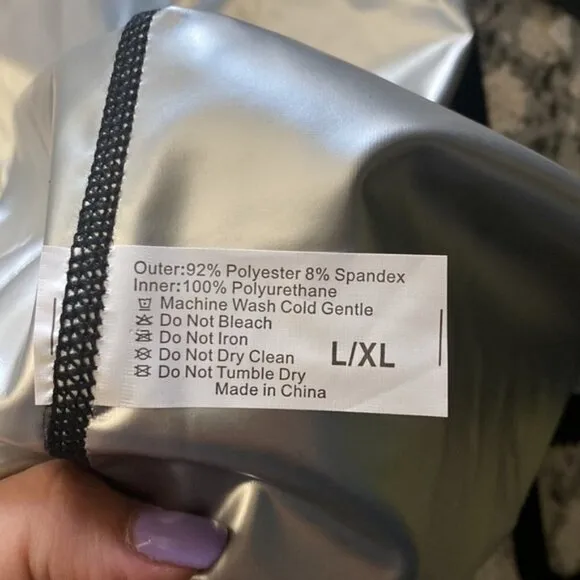 Outer:92% Polyester 8% Spandex
Inner:100% Polyurethane
Machine Wash Cold Gentle
Do Not Bleach
Do Not Iron
Do Not Dry Clean
L/XL
Do Not Tumble Dry
Made in China